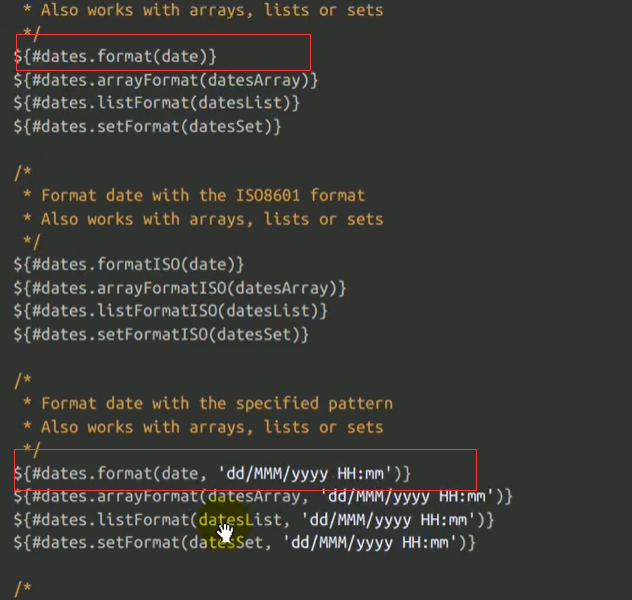 * Also works with arrays, lists or sets
*/
${#dates.format(date)}
${#dates.arrayFormat(datesArray)}
${#dates.listFormat(datesList)}
${#dates.setFormat(datesSet)}
/*
* Format date with the ISO8601 format
* Also works with arrays, lists or sets
*/
${#dates.formatISO(date)}
${#dates.arrayFormatISO(datesArray)}
${#dates.listFormatISO(datesList)}
${#dates.setFormatISO(datesSet)}
/*
* Format date with the specified pattern
* Also works with arrays, lists or sets
*/
${#dates.format(date, 'dd/MMM/yyyy HH:mm')}
${#dates.arrayFormat(datesArray, 'dd/MMM/yyyy HH:mm')}
${#dates.listFormat(datesList, 'dd/MMM/yyyy HH:mm')}
${#dates.setFormat(datesSet, 'dd/MMM/yyyy HH:mm')}
/*